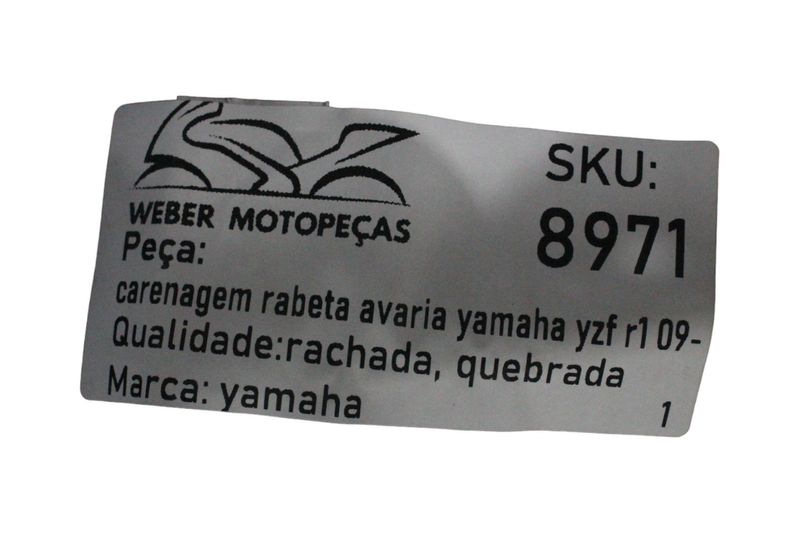 WEBER MOTOPEÇAS
SKU:
8971
Peça:
carenagem rabeta avaria yamaha yzf r1 09-
Qualidade:rachada, quebrada
Marca: yamaha
1